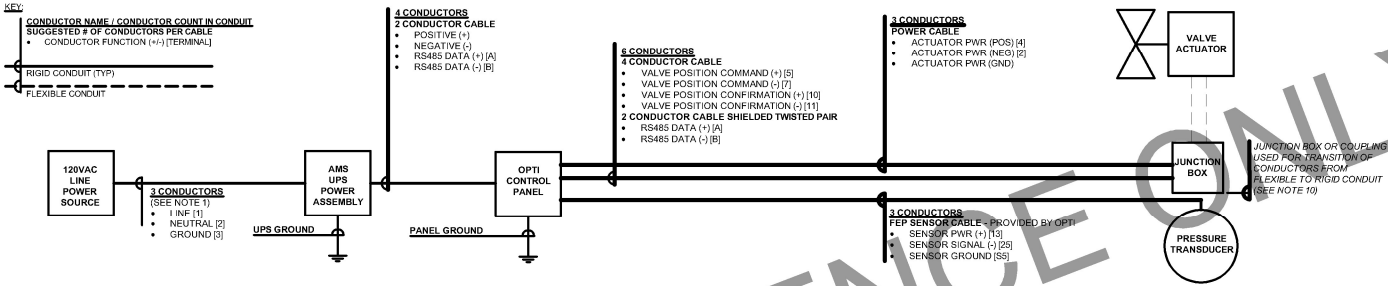 KEY:
CONDUCTOR NAME / CONDUCTOR COUNT IN CONDUIT
SUGGESTED # OF CONDUCTORS PER CABLE
• CONDUCTOR FUNCTION (+/-) [TERMINAL]
RIGID CONDUIT (TYP)
FLEXIBLE CONDUIT
4 CONDUCTORS
2 CONDUCTOR CABLE
• POSITIVE (+)
• NEGATIVE (-)
• RS485 DATA (+) [A]
• RS485 DATA (-) [B]
6 CONDUCTORS
4 CONDUCTOR CABLE
• VALVE POSITION COMMAND (+) [5]
• VALVE POSITION COMMAND (-) [7]
• VALVE POSITION CONFIRMATION (+) [10]
• VALVE POSITION CONFIRMATION (-) [11]
2 CONDUCTOR CABLE SHIELDED TWISTED PAIR
• RS485 DATA (+) [A]
• RS485 DATA (-) [B]
3 CONDUCTORS
POWER CABLE
• ACTUATOR PWR (POS) [4]
• ACTUATOR PWR (NEG) [2]
• ACTUATOR PWR (GND)
VALVE
ACTUATOR
120VAC
LINE
POWER
SOURCE
3 CONDUCTORS
(SEE NOTE 1)
• LINE [1]
• NEUTRAL [2]
• GROUND [3]
AMS
UPS
POWER
ASSEMBLY
UPS GROUND
OPTI
CONTROL
PANEL
PANEL GROUND
3 CONDUCTORS
FEP SENSOR CABLE - PROVIDED BY OPTI
• SENSOR PWR (+) [13]
• SENSOR SIGNAL (-) [25]
• SENSOR GROUND [S5]
JUNCTION
BOX
JUNCTION BOX OR COUPLING
USED FOR TRANSITION OF
CONDUCTORS FROM
FLEXIBLE TO RIGID CONDUIT
(SEE NOTE 10)
PRESSURE
TRANSDUCER
ENCE ONLY